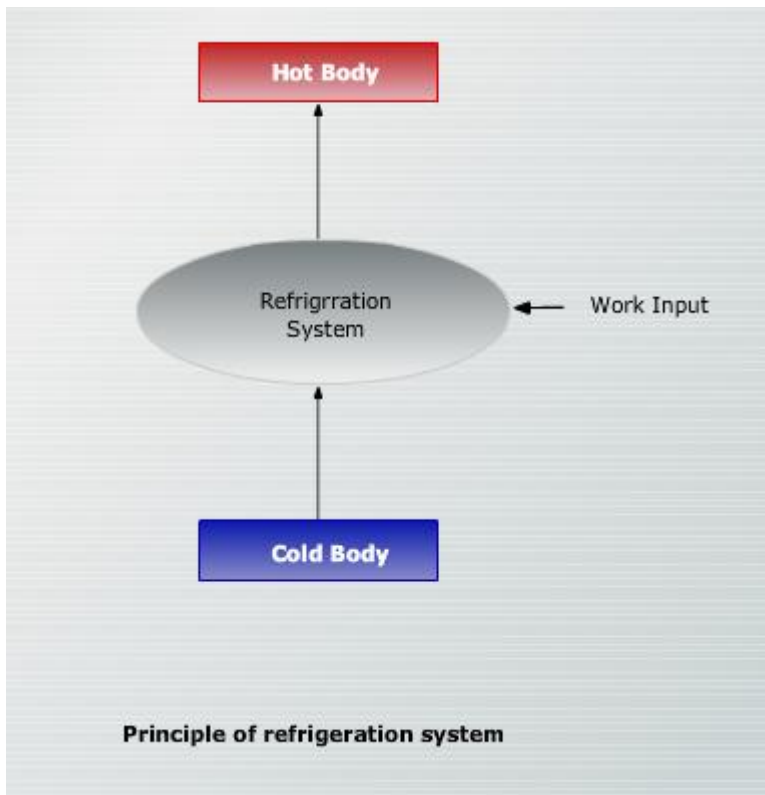 Hot Body
Refrigrration
System
Work Input
Cold Body
Principle of refrigeration system